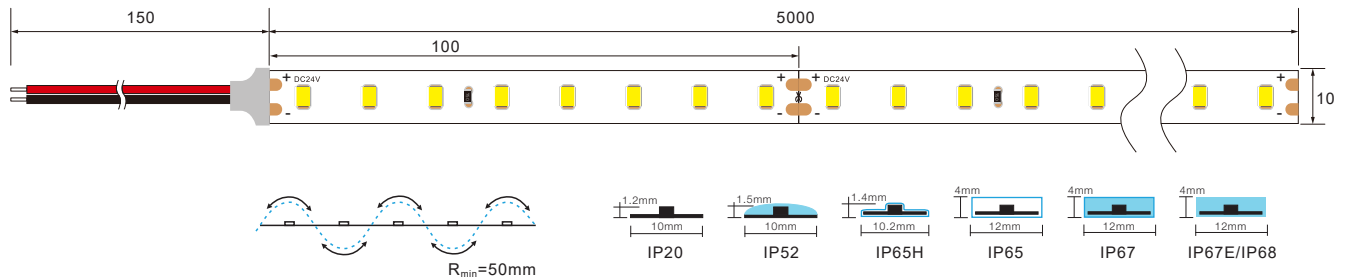 150
5000
100
+ DC24V
+ +
DC24V
+
- - - -
10
1.2mm
10mm
IP20
1.5mm
10mm
IP52
1.4mm
10.2mm
IP65H
4mm
12mm
IP65
4mm
12mm
IP67
4mm
12mm
IP67E/IP68
Rmin=50mm